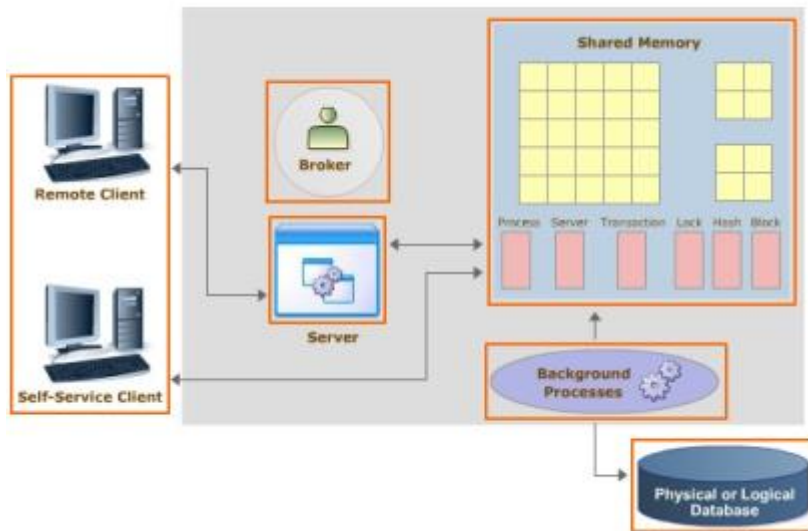 Shared Memory
Broker
Remote Client
Process Server Transaction Lock Hash Block
Server
Self-Service Client
Background
Processes
Physical or Logical
Database